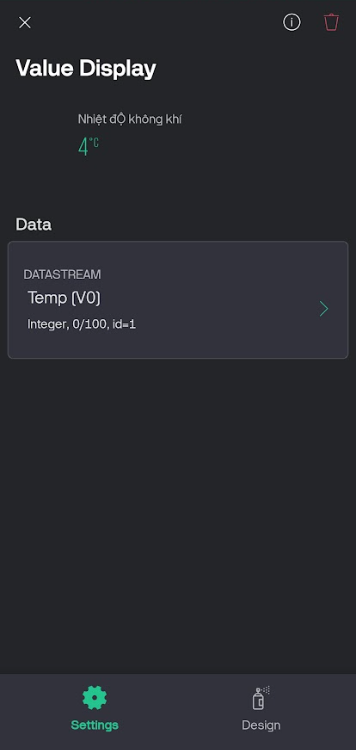 Value Display
Nhiệt độ không khí
4°C
Data
DATASTREAM
Temp (V0)
Integer, 0/100, id=1
Settings
Design